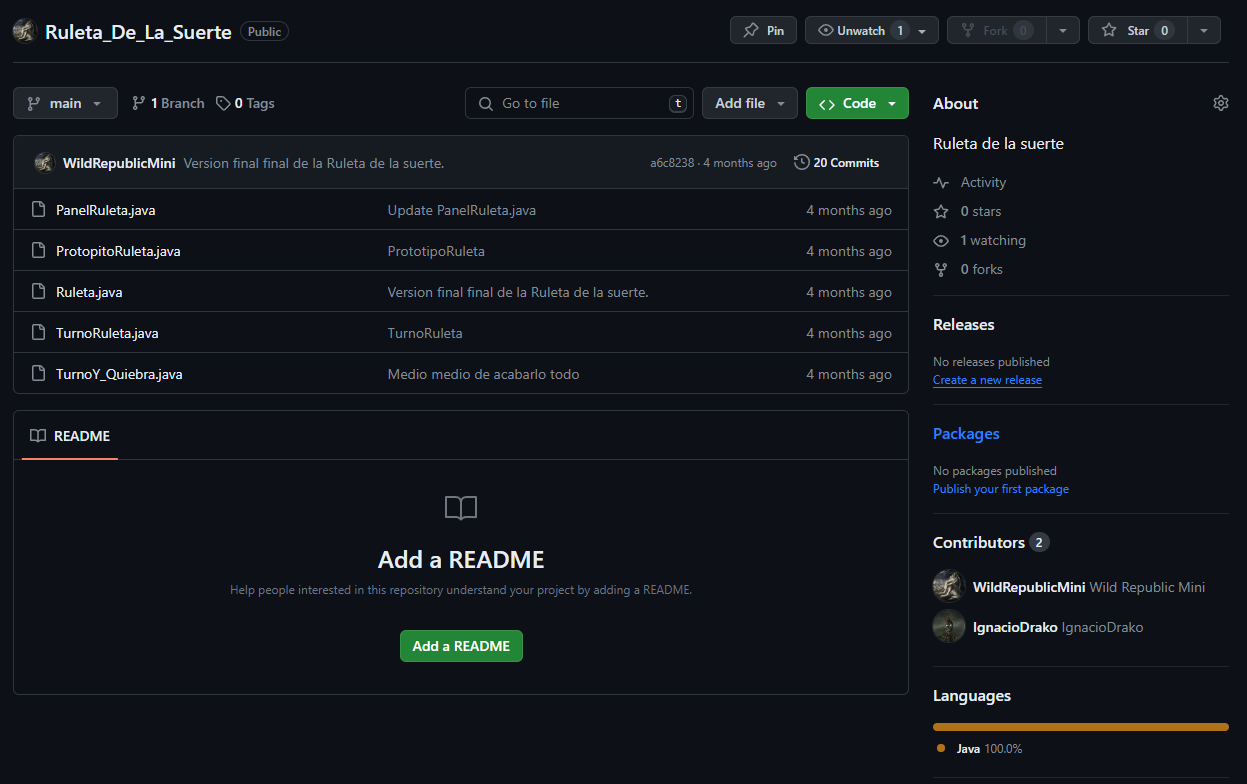 Ruleta_De_La_Suerte Public
Pin
Unwatch 1
Fork 0
Star 0
main
1 Branch
0 Tags
Go to file t
Add file
Code
WildRepublicMini Version final final de la Ruleta de la suerte.
a6c8238 · 4 months ago
20 Commits
PanelRuleta.java Update PanelRuleta.java 4 months ago
ProtopitoRuleta.java PrototipoRuleta 4 months ago
Ruleta.java Version final final de la Ruleta de la suerte. 4 months ago
TurnoRuleta.java TurnoRuleta 4 months ago
TurnoY_Quiebra.java Medio medio de acabarlo todo 4 months ago
README
Add a README
Help people interested in this repository understand your project by adding a README.
Add a README
About
Ruleta de la suerte
Activity
0 stars
1 watching
0 forks
Releases
No releases published
Create a new release
Packages
No packages published
Publish your first package
Contributors 2
WildRepublicMini Wild Republic Mini
IgnacioDrako IgnacioDrako
Languages
Java 100.0%